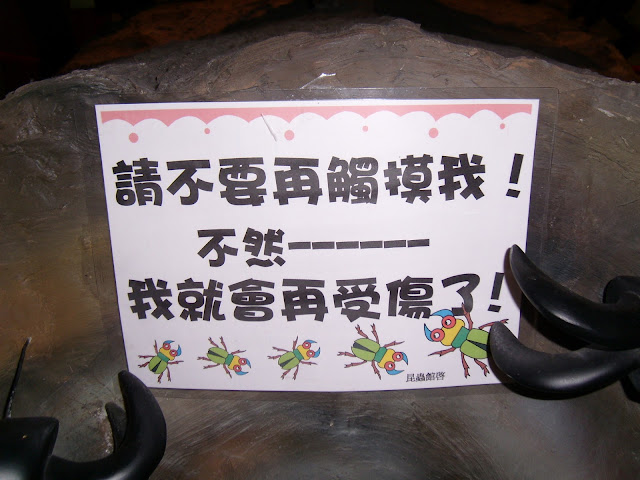 請不要再觸摸我！
不然------
我就會再受傷了!
昆蟲館啓